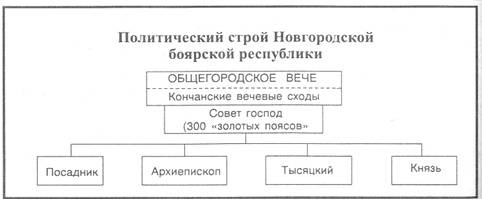 Политический строй Новгородской
боярской республики
ОБЩЕГОРОДСКОЕ ВЕЧЕ
Кончанские вечевые сходы
Совет господ
(300 «золотых поясов»
Посадник
Архиепископ
Тысяцкий
Князь